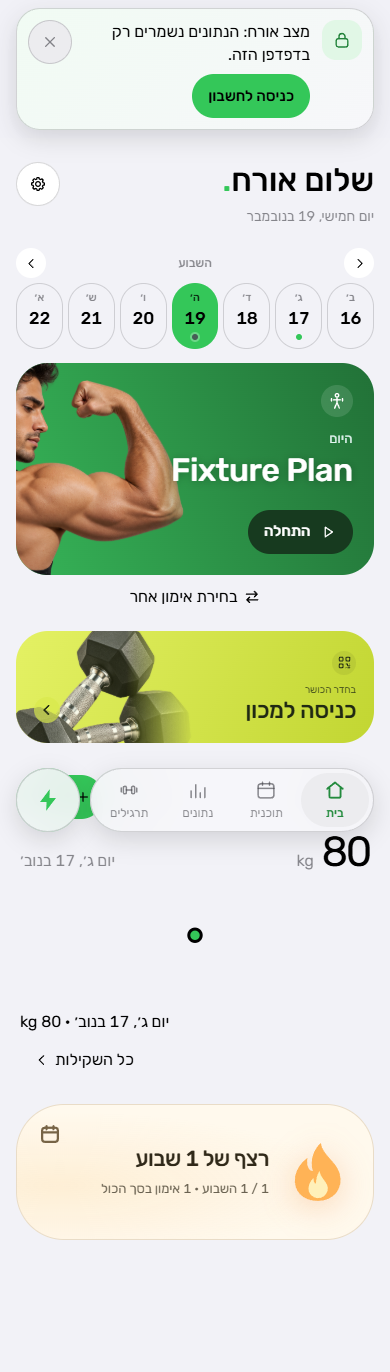 מצב אורח: הנתונים נשמרים רק
בדפדפן הזה.
כניסה לחשבון
שלום אורח.
יום חמישי, 19 בנובמבר
השבוע
ב׳ ג׳ ד׳ ה׳ ו׳ ש׳ א׳
16 17 18 19 20 21 22
היום
Fixture Plan
התחלה
בחירת אימון אחר
בחדר הכושר
כניסה למכון
+
בית תוכנית נתונים תרגילים
80 kg
יום ג׳, 17 בנוב׳
יום ג׳, 17 בנוב׳ • 80 kg
כל השקילות
רצף של 1 שבוע
1 / 1 השבוע • 1 אימון בסך הכול